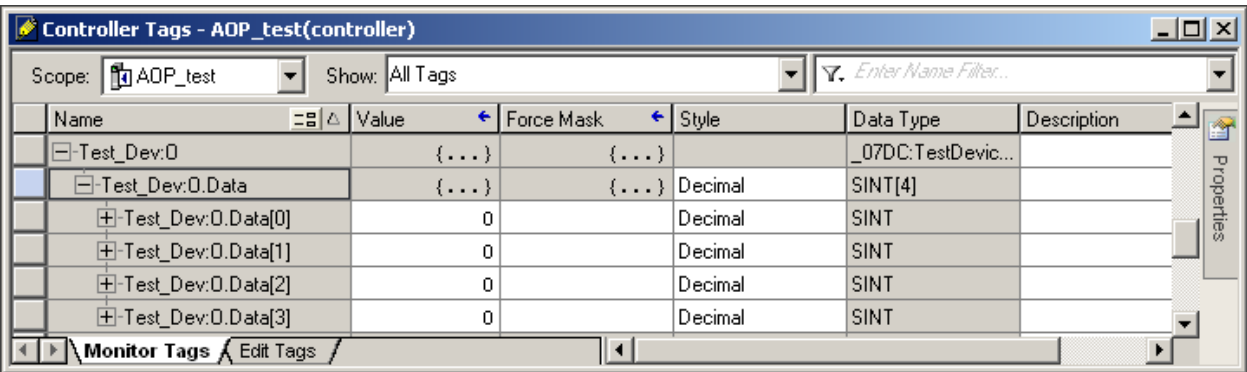 Controller Tags - AOP_test(controller)
Scope: AOP_test Show: All Tags Enter Name Filter...
Name Value Force Mask Style Data Type Description
Test_Dev:O {...} {...} _07DC:TestDevic...
Test_Dev:O.Data {...} {...} Decimal SINT[4]
Test_Dev:O.Data[0] 0 Decimal SINT
Test_Dev:O.Data[1] 0 Decimal SINT
Test_Dev:O.Data[2] 0 Decimal SINT
Test_Dev:O.Data[3] 0 Decimal SINT
Monitor Tags Edit Tags
Properties